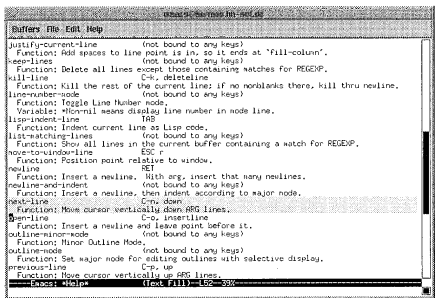 Buffers File Edit Help
justify-current-line (not bound to any keys)
Function: Add spaces to line point is in, so it ends at `fill-column'.
keep-lines (not bound to any keys)
Function: Delete all lines except those containing matches for REGEXP.
kill-line C-k, deleteline
Function: Kill the rest of the current line; if no nonblanks there, kill thru newline.
line-number-mode (not bound to any keys)
Function: Toggle Line Number mode.
Variable: *Non-nil means display line number in mode line.
lisp-indent-line TAB
Function: Indent current line as Lisp code.
list-matching-lines (not bound to any keys)
Function: Show all lines in the current buffer containing a match for REGEXP.
move-to-window-line ESC r
Function: Position point relative to window.
newline RET
Function: Insert a newline. With arg, insert that many newlines.
newline-and-indent (not bound to any keys)
Function: Insert a newline, then indent according to major mode.
next-line C-n, down
Function: Move cursor vertically down ARG lines.
open-line C-o, insertline
Function: Insert a newline and leave point before it.
outline-minor-mode (not bound to any keys)
Function: Minor Outline Mode.
outline-mode (not bound to any keys)
Function: Set major mode for editing outlines with selective display.
previous-line C-p, up
Function: Move cursor vertically up ARG lines.
-----Emacs: *Help* (Text Fill)--L52--39%--